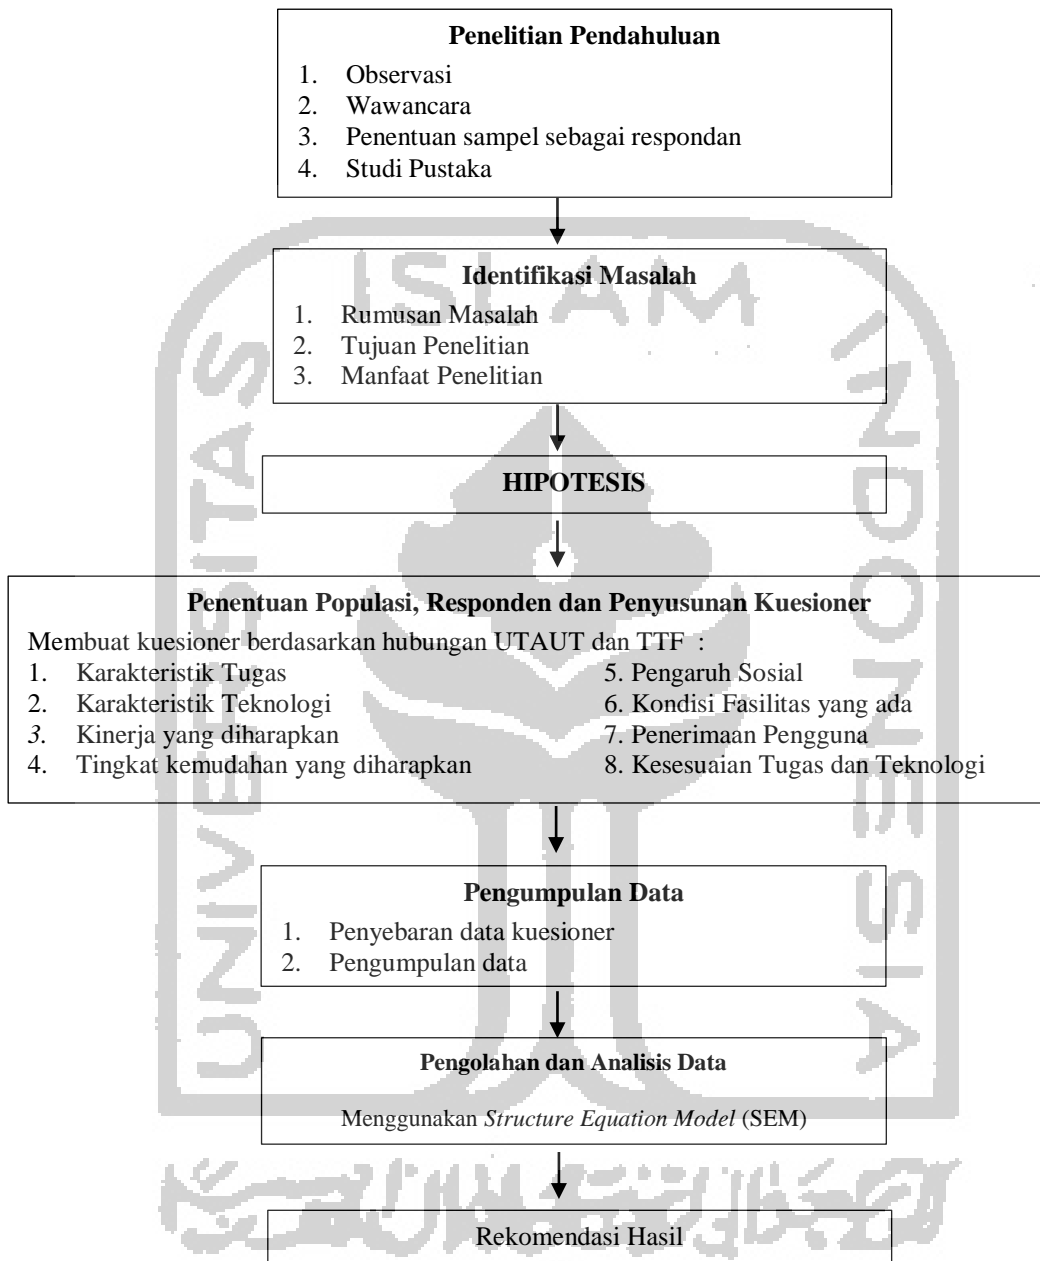 Penelitian Pendahuluan
1. Observasi
2. Wawancara
3. Penentuan sampel sebagai respondan
4. Studi Pustaka
Identifikasi Masalah
1. Rumusan Masalah
2. Tujuan Penelitian
3. Manfaat Penelitian
HIPOTESIS
Penentuan Populasi, Responden dan Penyusunan Kuesioner
Membuat kuesioner berdasarkan hubungan UTAUT dan TTF :
1. Karakteristik Tugas
2. Karakteristik Teknologi
3. Kinerja yang diharapkan
4. Tingkat kemudahan yang diharapkan
5. Pengaruh Sosial
6. Kondisi Fasilitas yang ada
7. Penerimaan Pengguna
8. Kesesuaian Tugas dan Teknologi
Pengumpulan Data
1. Penyebaran data kuesioner
2. Pengumpulan data
Pengolahan dan Analisis Data
Menggunakan Structure Equation Model (SEM)
Rekomendasi Hasil
UNIVERSITAS
ISLAM
INDONESIA